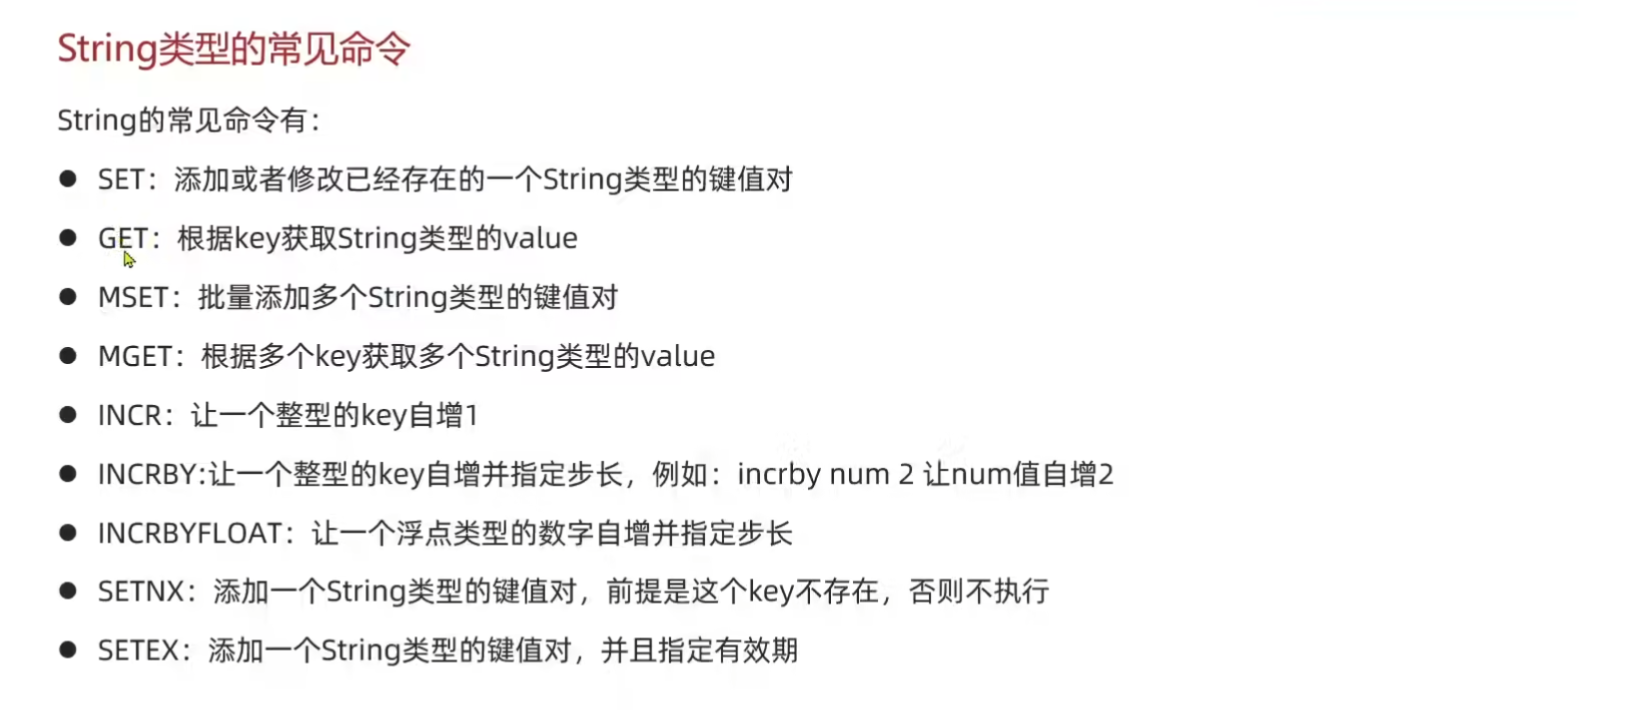 String类型的常见命令
String的常见命令有：
● SET：添加或者修改已经存在的一个String类型的键值对
● GET：根据key获取String类型的value
● MSET：批量添加多个String类型的键值对
● MGET：根据多个key获取多个String类型的value
● INCR：让一个整型的key自增1
● INCRBY:让一个整型的key自增并指定步长，例如：incrby num 2 让num值自增2
● INCRBYFLOAT：让一个浮点类型的数字自增并指定步长
● SETNX：添加一个String类型的键值对，前提是这个key不存在，否则不执行
● SETEX：添加一个String类型的键值对，并且指定有效期